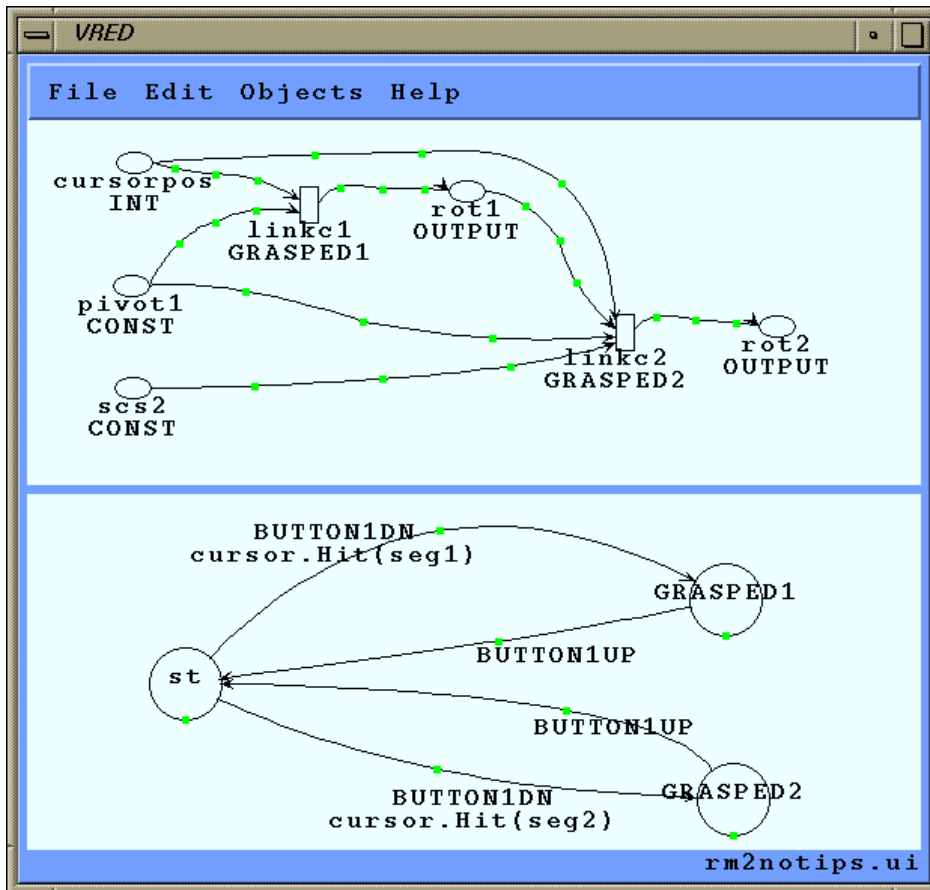 VRED
File Edit Objects Help
cursorpos
INT
linkc1
GRASPED1
rot1
OUTPUT
pivot1
CONST
linkc2
GRASPED2
rot2
OUTPUT
scs2
CONST
BUTTON1DN
cursor.Hit(seg1)
GRASPED1
BUTTON1UP
st
BUTTON1UP
GRASPED2
BUTTON1DN
cursor.Hit(seg2)
rm2notips.ui